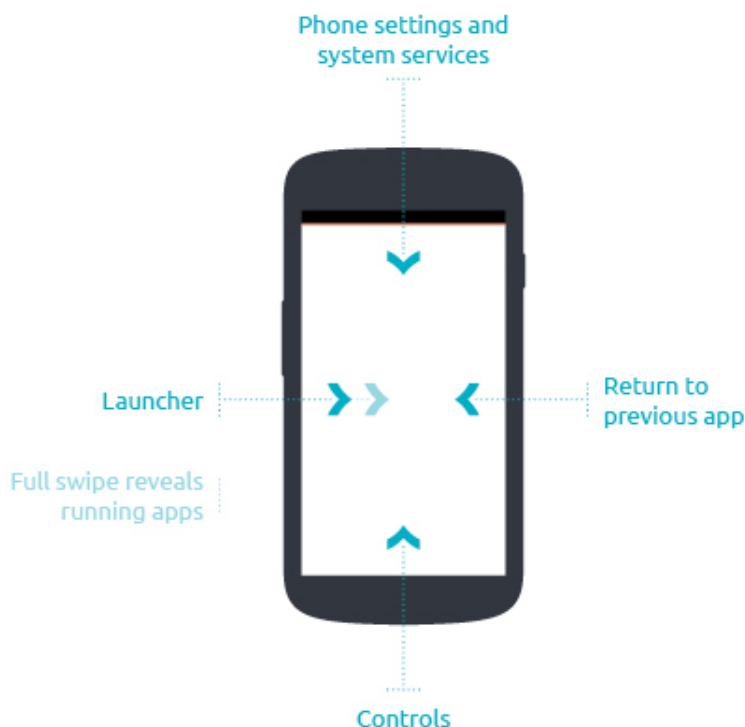 Phone settings and
system services
Launcher
Return to
previous app
Full swipe reveals
running apps
Controls